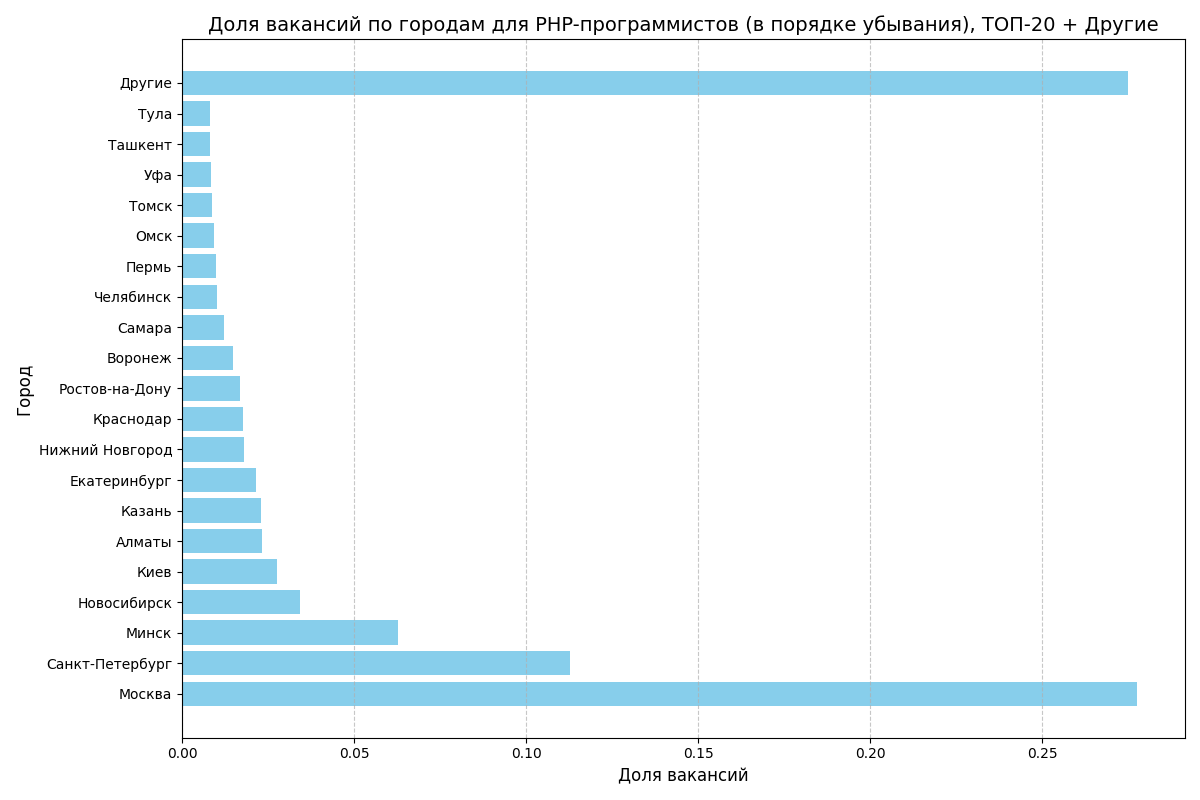 Доля вакансий по городам для PHP-программистов (в порядке убывания), ТОП-20 + Другие
Город
Другие
Тула
Ташкент
Уфа
Томск
Омск
Пермь
Челябинск
Самара
Воронеж
Ростов-на-Дону
Краснодар
Нижний Новгород
Екатеринбург
Казань
Алматы
Киев
Новосибирск
Минск
Санкт-Петербург
Москва
0.00 0.05 0.10 0.15 0.20 0.25
Доля вакансий